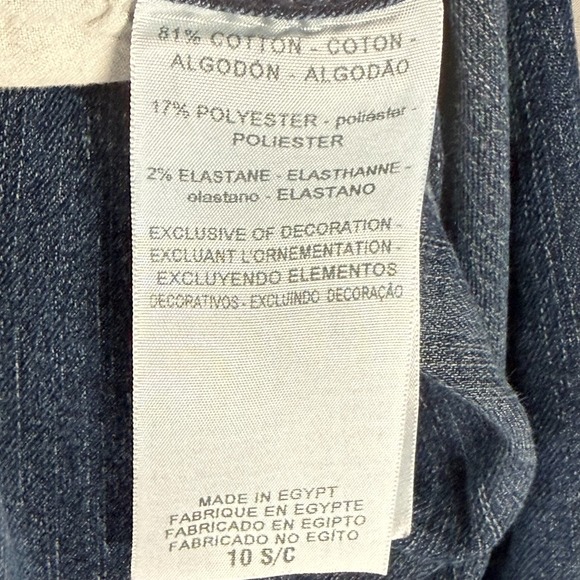 81% COTTON - COTON -
ALGODÓN - ALGODÃO
17% POLYESTER - poliéster -
POLIESTER
2% ELASTANE - ELASTHANNE -
elastano - ELASTANO
EXCLUSIVE OF DECORATION -
EXCLUANT L'ORNEMENTATION -
EXCLUYENDO ELEMENTOS
DECORATIVOS - EXCLUINDO DECORAÇÃO
MADE IN EGYPT
FABRIQUE EN EGYPTE
FABRICADO EN EGIPTO
FABRICADO NO EGÍTO
10 S/C